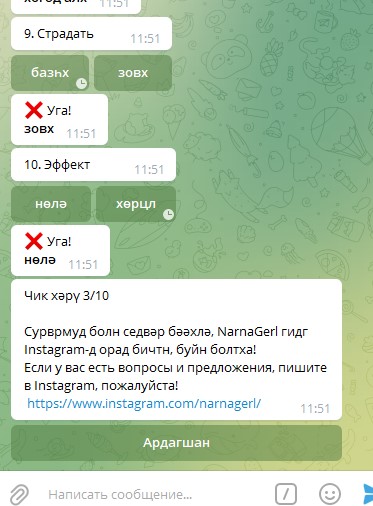 11:51
9. Страдать
11:51
базһх
зовх
❌ Уга!
зовх 11:51
10. Эффект
11:51
нөлә
хөрцл
❌ Уга!
нөлә 11:51
Чик хәрү 3/10
Сурврмуд болн седвәр бәәхлә, NarnaGerl гидг
Instagram-д орад бичтн, буйн болтха!
Если у вас есть вопросы и предложения, пишите
в Instagram, пожалуйста!
https://www.instagram.com/narnagerl/
11:51
Ардагшан
Написать сообщение...